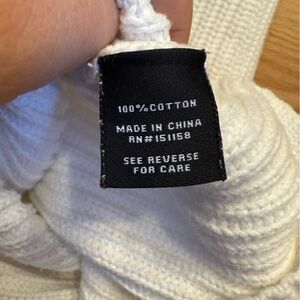 100% COTTON
MADE IN CHINA
RN#151158
SEE REVERSE
FOR CARE